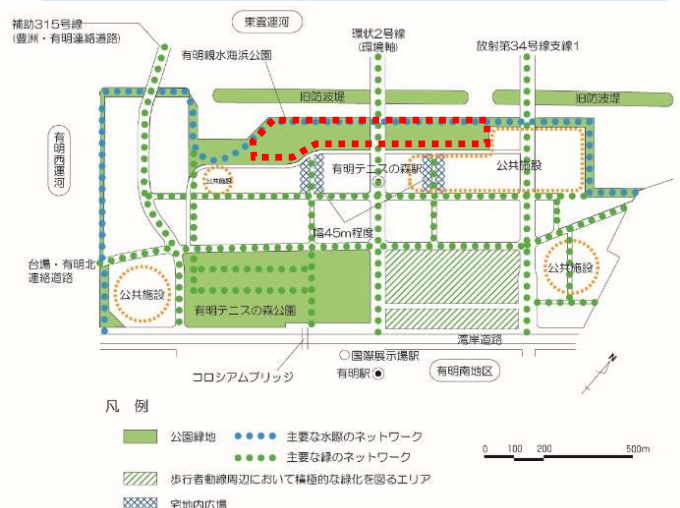 東雲運河
補助315号線
(豊洲・有明連絡道路)
環状2号線
(環境軸)
放射第34号線支線1
有明親水海浜公園
旧防波堤
旧防波堤
有明西運河
公共施設
有明テニスの森駅
公共施設
幅45m程度
台場・有明北
連絡道路
公共施設
公共施設
有明テニスの森公園
湾岸道路
国際展示場駅
コロシアムブリッジ
有明駅
有明南地区
N
凡 例
公園緑地
主要な水際のネットワーク
主要な緑のネットワーク
0 100 200 500m
歩行者動線周辺において積極的な緑化を図るエリア
宅地内広場